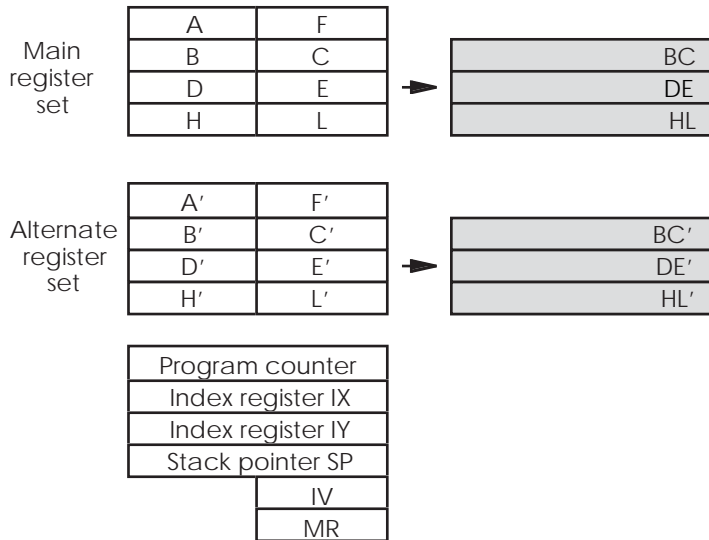 Main
register
set
A F
B C BC
D E DE
H L HL
Alternate
register
set
A′ F′
B′ C′ BC′
D′ E′ DE′
H′ L′ HL′
Program counter
Index register IX
Index register IY
Stack pointer SP
IV
MR